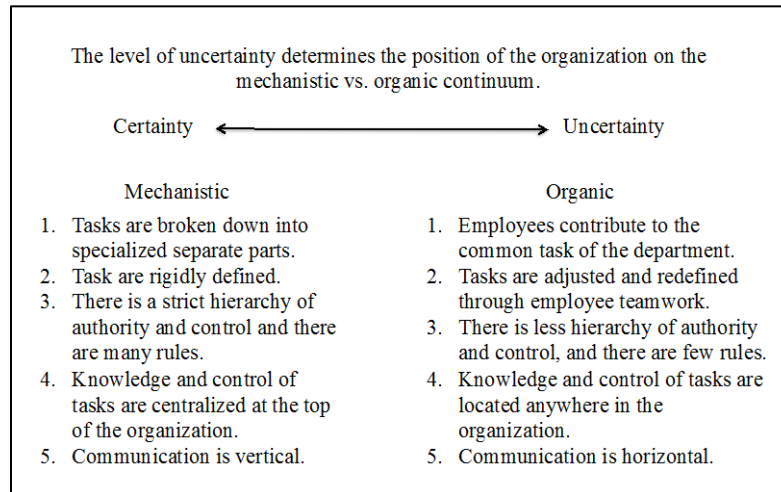 The level of uncertainty determines the position of the organization on the
mechanistic vs. organic continuum.
Certainty
Uncertainty
Mechanistic
1. Tasks are broken down into
specialized separate parts.
2. Task are rigidly defined.
3. There is a strict hierarchy of
authority and control and there
are many rules.
4. Knowledge and control of
tasks are centralized at the top
of the organization.
5. Communication is vertical.
Organic
1. Employees contribute to the
common task of the department.
2. Tasks are adjusted and redefined
through employee teamwork.
3. There is less hierarchy of authority
and control, and there are few rules.
4. Knowledge and control of tasks are
located anywhere in the
organization.
5. Communication is horizontal.